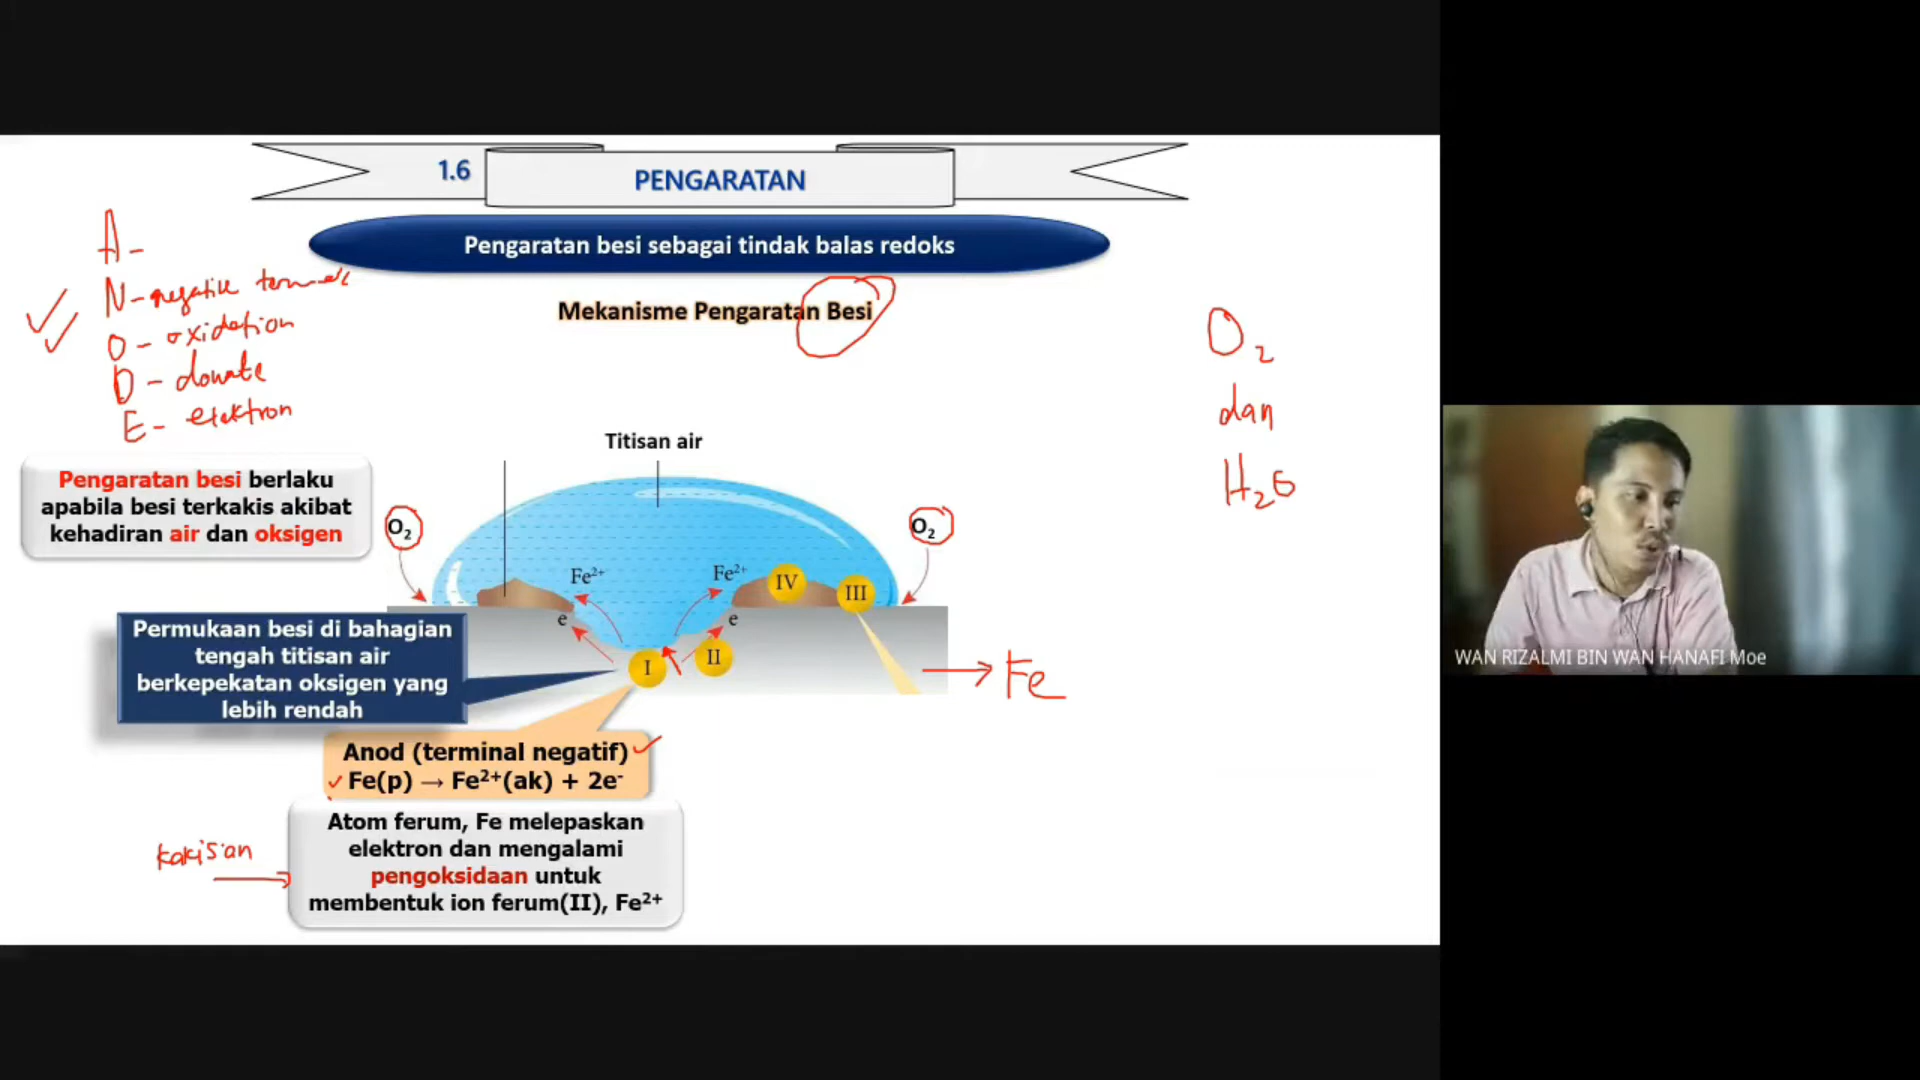 1.6
PENGARATAN
Pengaratan besi sebagai tindak balas redoks
Mekanisme Pengaratan Besi
A-
N-negative
O-oxidation
D-donate
E-elektron
O₂
dan
H₂O
Titisan air
Pengaratan besi berlaku
apabila besi terkakis akibat
kehadiran air dan oksigen
O₂
O₂
Fe²⁺
Fe²⁺
IV
III
e
e
I
II
Fe
Permukaan besi di bahagian
tengah titisan air
berkepekatan oksigen yang
lebih rendah
Anod (terminal negatif)
Fe(p) → Fe²⁺(ak) + 2e⁻
kakisan
Atom ferum, Fe melepaskan
elektron dan mengalami
pengoksidaan untuk
membentuk ion ferum(II), Fe²⁺
WAN RIZALMI BIN WAN HANAFI Moe